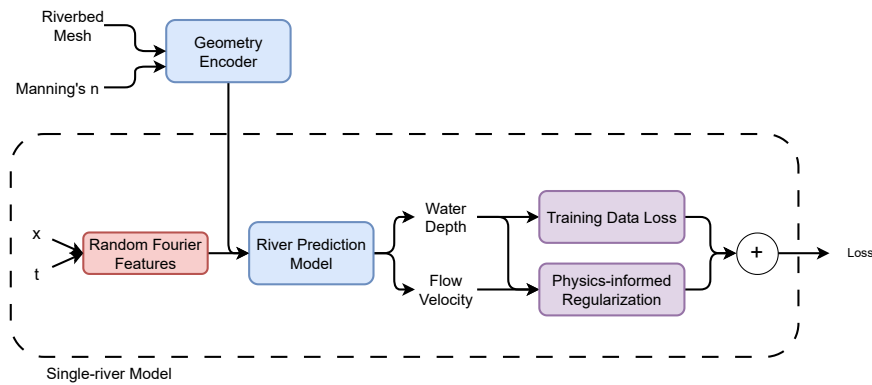 Riverbed
Mesh
Manning's n
Geometry
Encoder
x
t
Random Fourier
Features
River Prediction
Model
Water
Depth
Flow
Velocity
Training Data Loss
Physics-informed
Regularization
+
Loss
Single-river Model